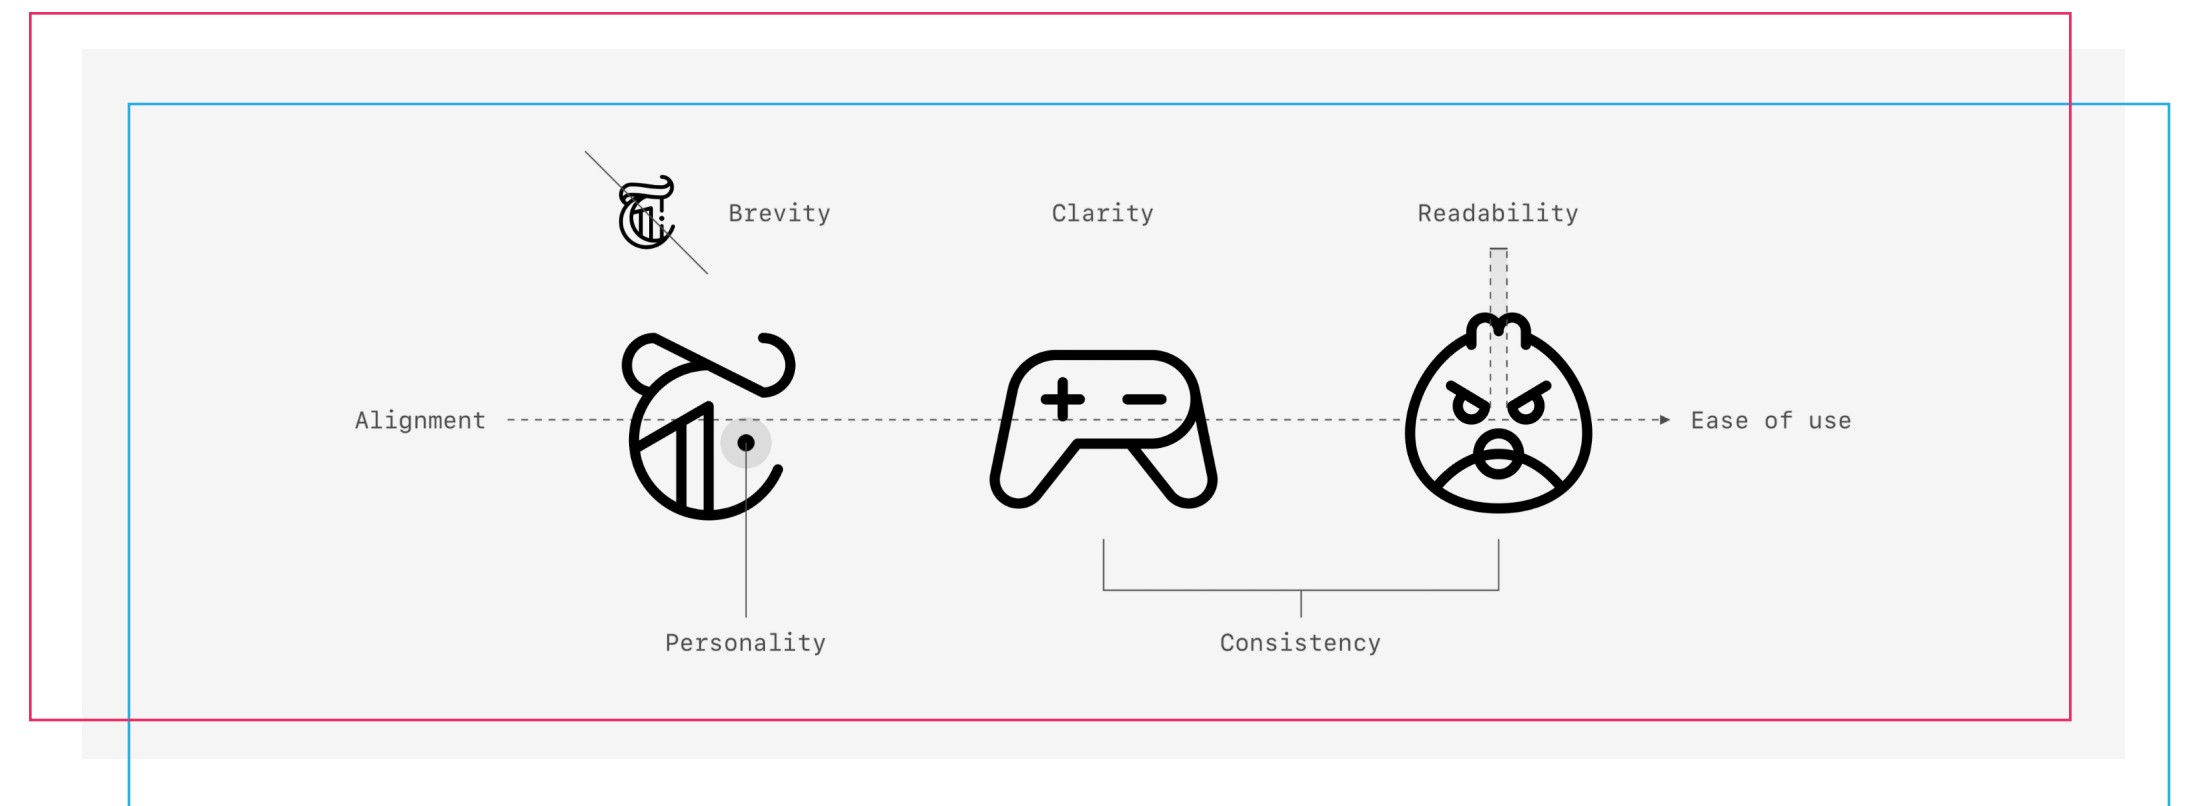 Brevity
Clarity
Readability
Alignment
Ease of use
Personality
Consistency